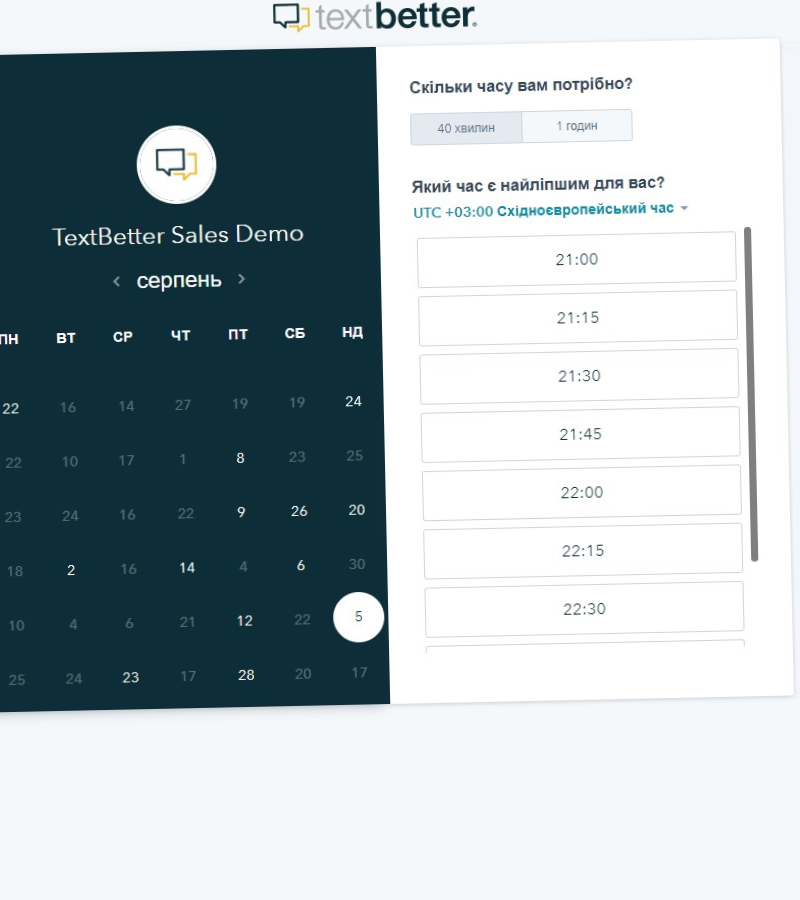 textbetter.
TextBetter Sales Demo
‹ серпень ›
ПН ВТ СР ЧТ ПТ СБ НД
22 16 14 27 19 19 24
22 10 17 1 8 23 25
23 24 16 22 9 26 20
18 2 16 14 4 6 30
10 4 6 21 12 22 5
25 24 23 17 28 20 17
Скільки часу вам потрібно?
40 хвилин 1 годин
Який час є найліпшим для вас?
UTC +03:00 Східноєвропейський час
21:00
21:15
21:30
21:45
22:00
22:15
22:30